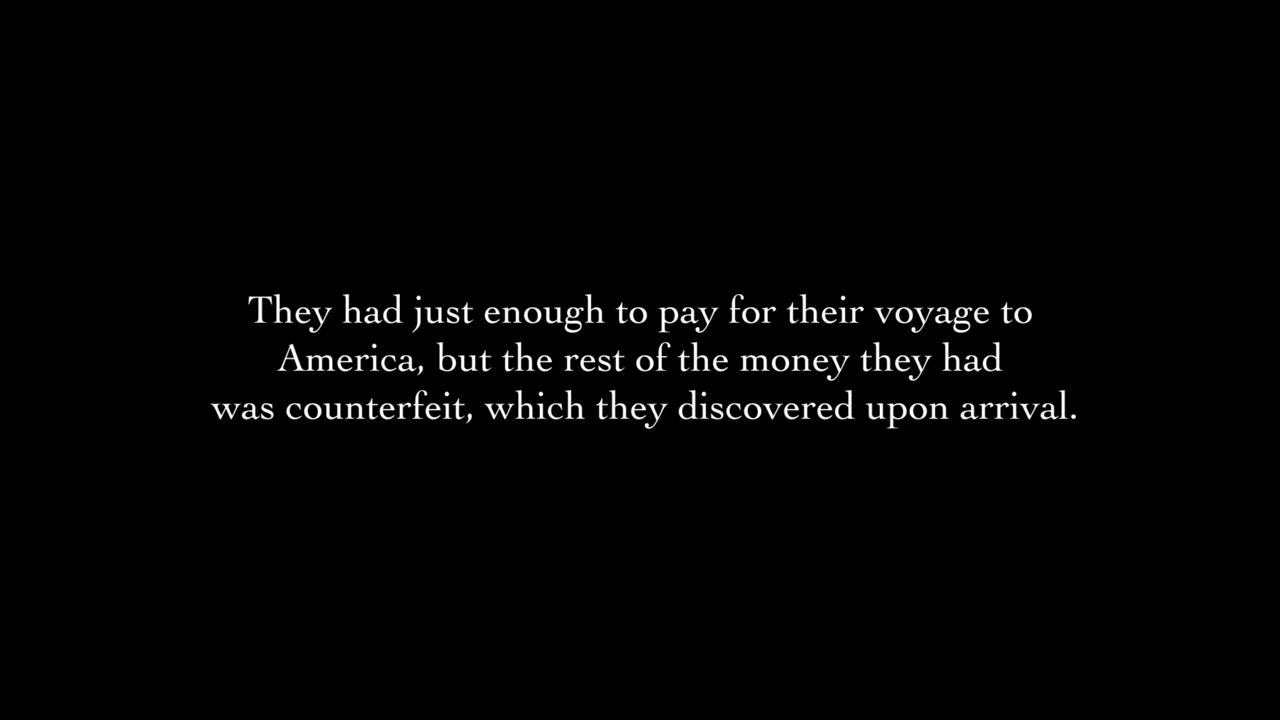 They had just enough to pay for their voyage to
America, but the rest of the money they had
was counterfeit, which they discovered upon arrival.